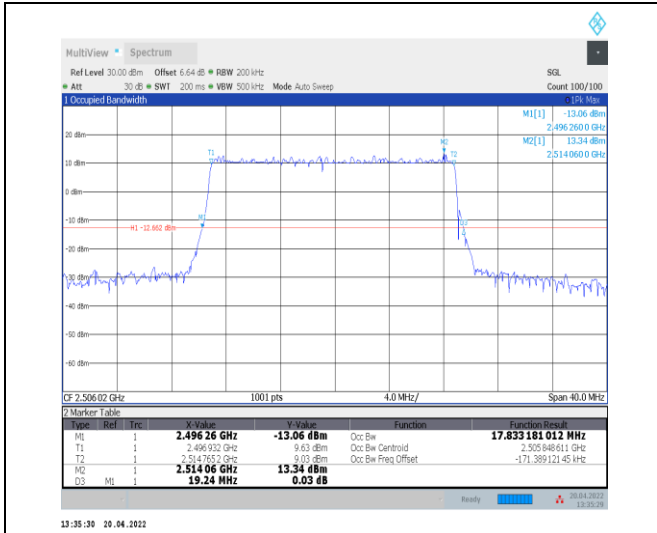 MultiView Spectrum
Ref Level 30.00 dBm Offset 6.64 dB RBW 200 kHz SGL
Att 30 dB SWT 200 ms VBW 500 kHz Mode Auto Sweep Count 100/100
1 Occupied Bandwidth 1Pk Max
M1[1] -13.06 dBm
2.496 260 0 GHz
M2[1] 13.34 dBm
2.514 060 0 GHz
20 dBm
M2
T1
T2
10 dBm
0 dBm
-10 dBm
M1
D3
H1 -12.662 dBm
-20 dBm
-30 dBm
-40 dBm
-50 dBm
-60 dBm
CF 2.506 02 GHz 1001 pts 4.0 MHz/ Span 40.0 MHz
2 Marker Table
Type Ref Trc X-Value Y-Value Function Function Result
M1 1 2.496 26 GHz -13.06 dBm Occ Bw 17.833 181 012 MHz
T1 1 2.496 932 GHz 9.63 dBm Occ Bw Centroid 2.505 848 611 GHz
T2 1 2.514 765 2 GHz 9.03 dBm Occ Bw Freq Offset -171.389 121 45 kHz
M2 1 2.514 06 GHz 13.34 dBm
D3 M1 1 19.24 MHz 0.03 dB
Ready 20.04.2022
13:35:29
13:35:30 20.04.2022